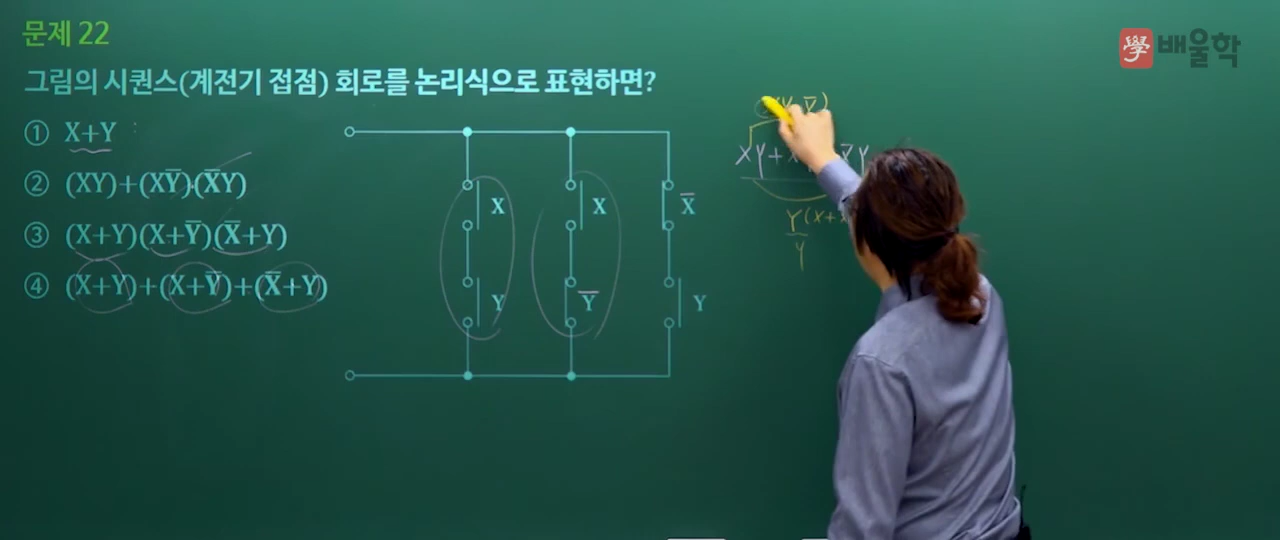 문제 22
學 배울학
그림의 시퀀스(계전기 접점) 회로를 논리식으로 표현하면?
① X+Y
② (XY)+(XY̅)(X̅Y)
③ (X+Y)(X+Y̅)(X̅+Y)
④ (X+Y)+(X+Y̅)+(X̅+Y)
X
X
X̅
Y
Y̅
Y
XY+
Y
Y(X+
Y